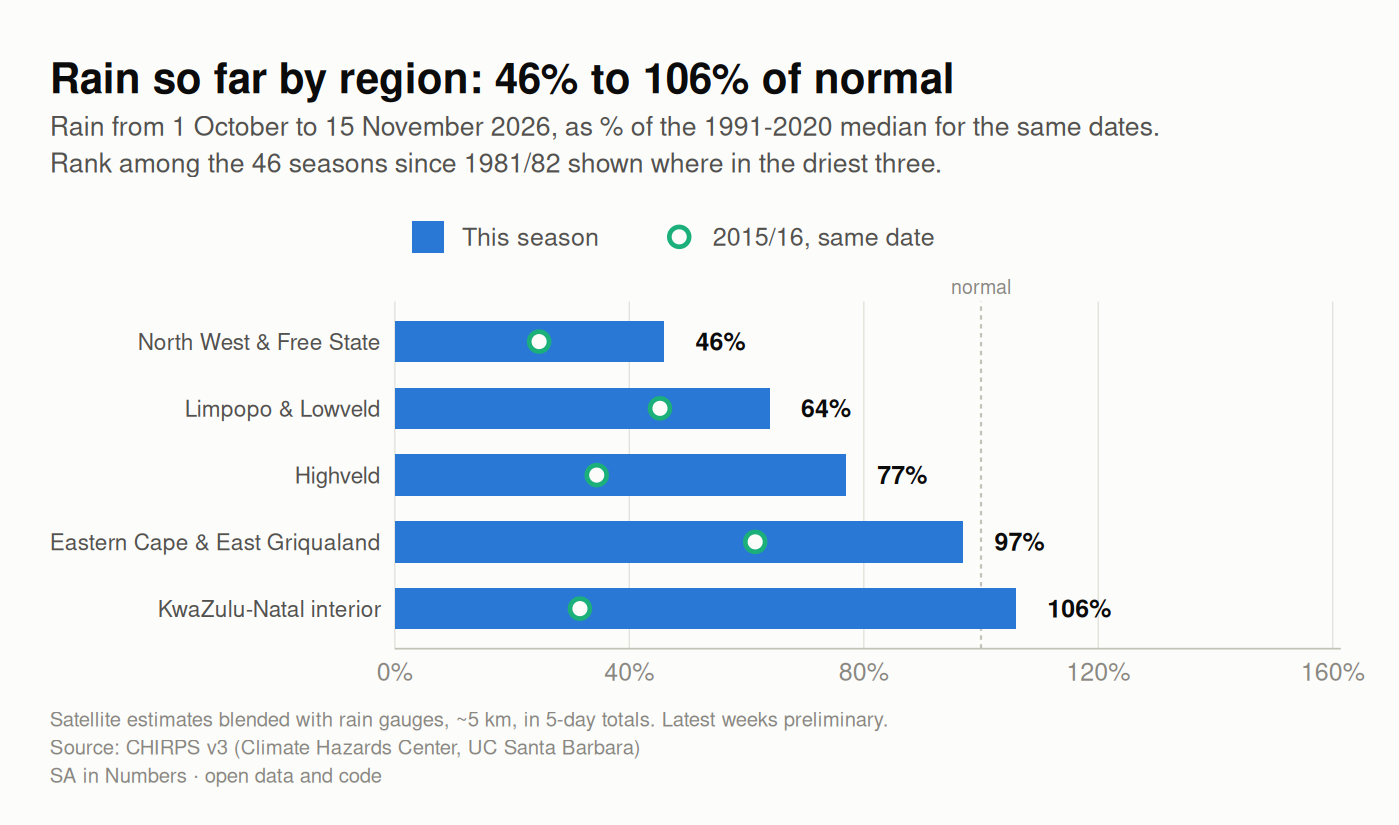 Rain so far by region: 46% to 106% of normal
Rain from 1 October to 15 November 2026, as % of the 1991-2020 median for the same dates.
Rank among the 46 seasons since 1981/82 shown where in the driest three.
This season
2015/16, same date
normal
North West & Free State
46%
Limpopo & Lowveld
64%
Highveld
77%
Eastern Cape & East Griqualand
97%
KwaZulu-Natal interior
106%
0%
40%
80%
120%
160%
Satellite estimates blended with rain gauges, ~5 km, in 5-day totals. Latest weeks preliminary.
Source: CHIRPS v3 (Climate Hazards Center, UC Santa Barbara)
SA in Numbers · open data and code